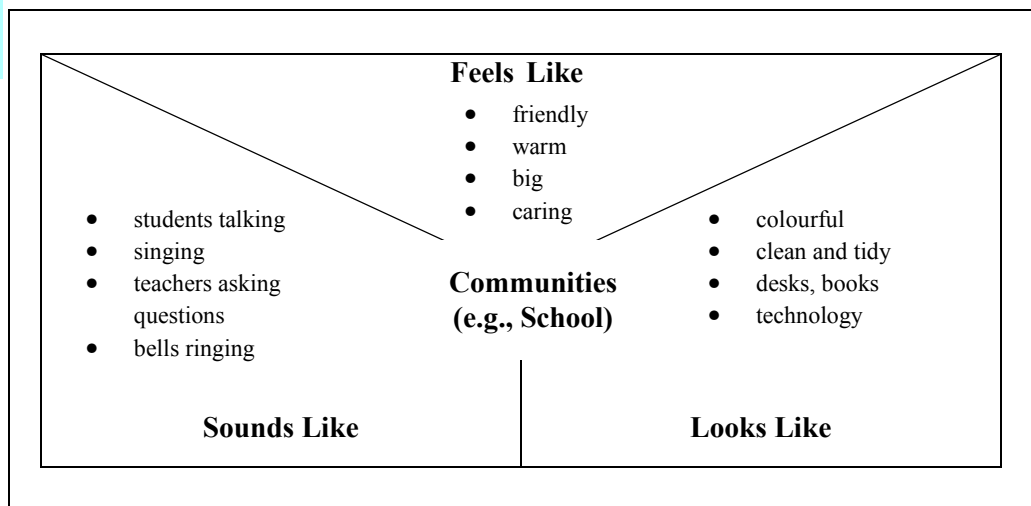 Feels Like
• friendly
• warm
• big
• caring
• students talking
• singing
• teachers asking
questions
• bells ringing
Communities
(e.g., School)
• colourful
• clean and tidy
• desks, books
• technology
Sounds Like
Looks Like